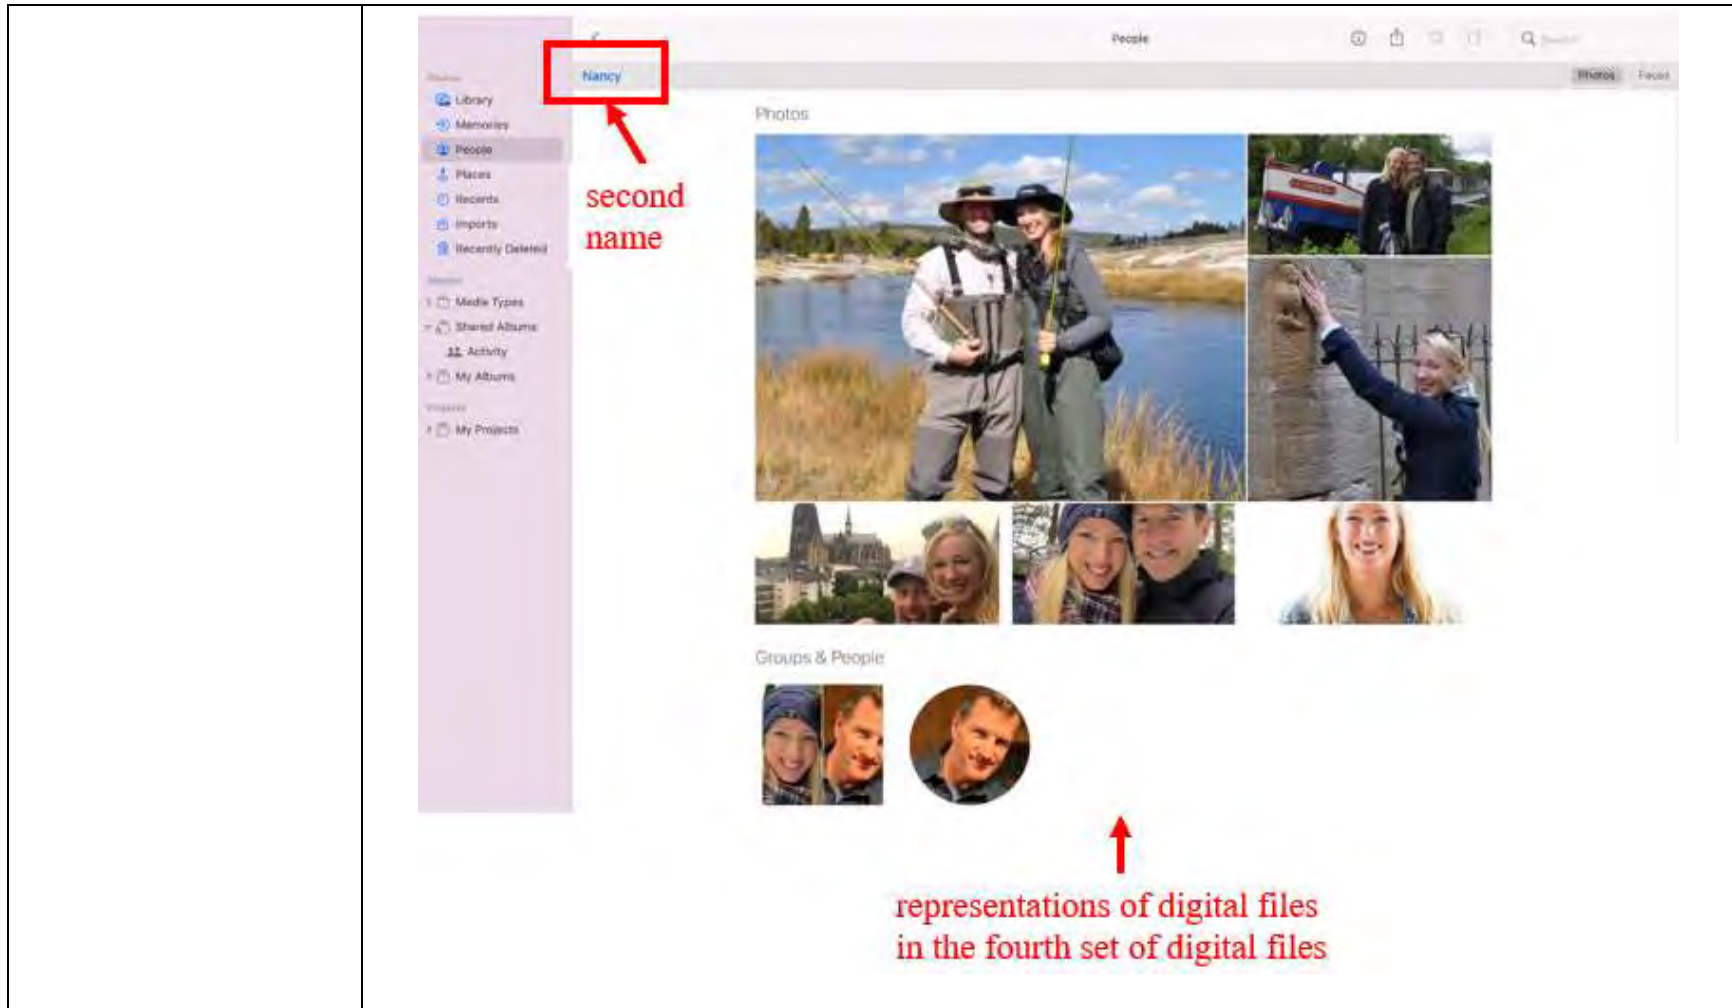 People
Nancy
Photos
Faces
Library
Memories
People
Places
Recents
Imports
Recently Deleted
Media Types
Shared Albums
Activity
My Albums
My Projects
second
name
Photos
Groups & People
representations of digital files
in the fourth set of digital files